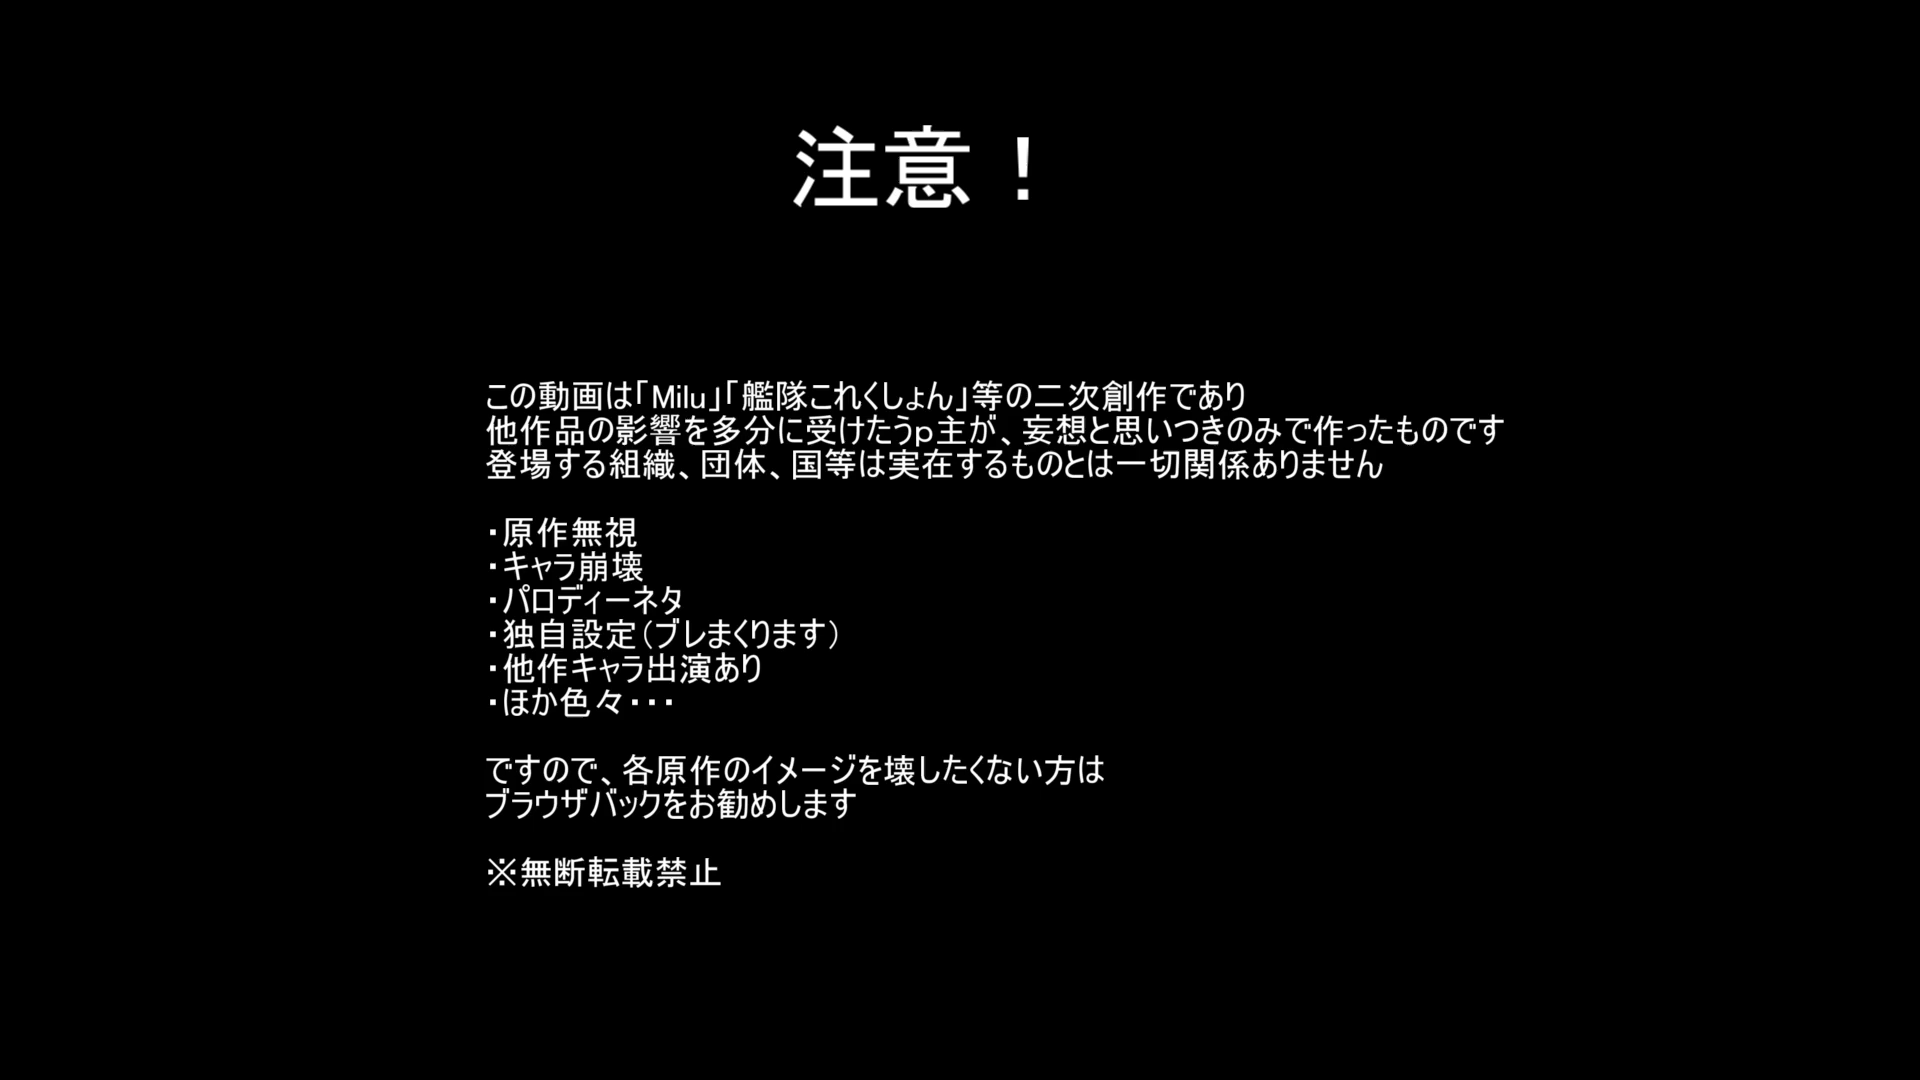 注意！
この動画は「Milu」「艦隊これくしょん」等の二次創作であり
他作品の影響を多分に受けたうp主が、妄想と思いつきのみで作ったものです
登場する組織、団体、国等は実在するものとは一切関係ありません
・原作無視
・キャラ崩壊
・パロディーネタ
・独自設定（ブレまくります）
・他作キャラ出演あり
・ほか色々・・・
ですので、各原作のイメージを壊したくない方は
ブラウザバックをお勧めします
※無断転載禁止